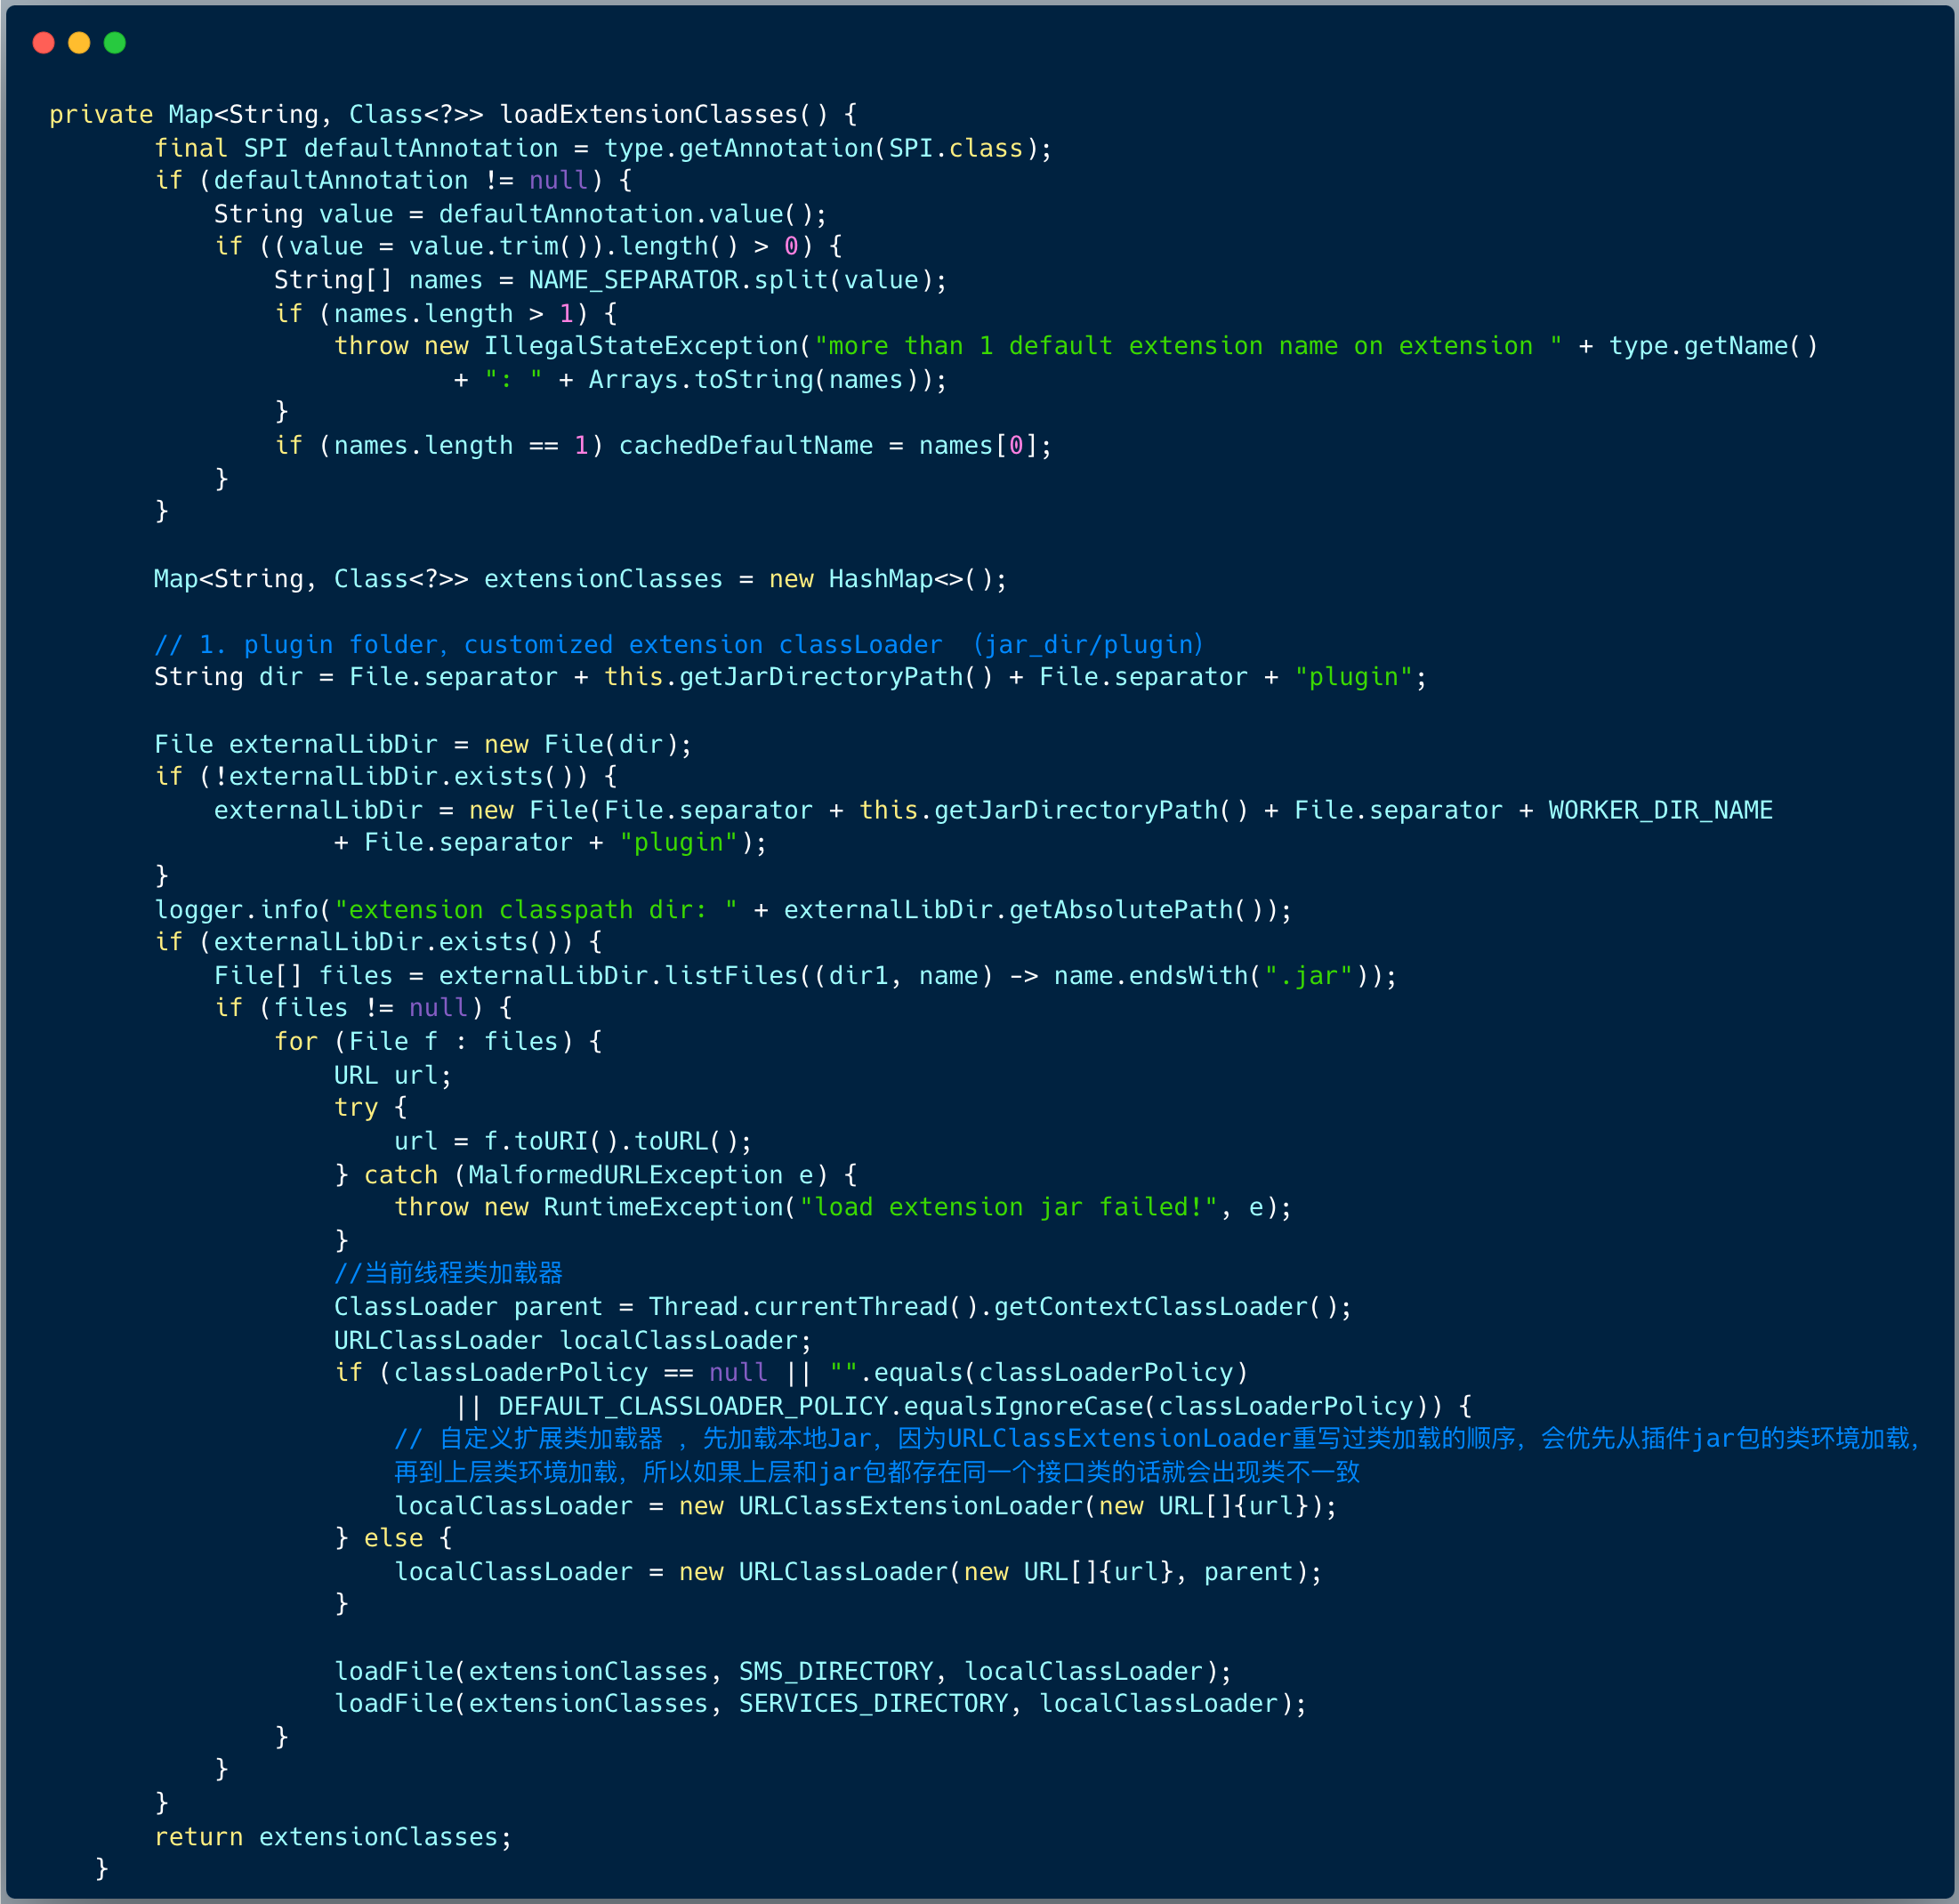 private Map<String, Class<?>> loadExtensionClasses() {
        final SPI defaultAnnotation = type.getAnnotation(SPI.class);
        if (defaultAnnotation != null) {
            String value = defaultAnnotation.value();
            if ((value = value.trim()).length() > 0) {
                String[] names = NAME_SEPARATOR.split(value);
                if (names.length > 1) {
                    throw new IllegalStateException("more than 1 default extension name on extension " + type.getName()
                            + ": " + Arrays.toString(names));
                }
                if (names.length == 1) cachedDefaultName = names[0];
            }
        }

        Map<String, Class<?>> extensionClasses = new HashMap<>();

        // 1. plugin folder，customized extension classLoader （jar_dir/plugin）
        String dir = File.separator + this.getJarDirectoryPath() + File.separator + "plugin";

        File externalLibDir = new File(dir);
        if (!externalLibDir.exists()) {
            externalLibDir = new File(File.separator + this.getJarDirectoryPath() + File.separator + WORKER_DIR_NAME
                    + File.separator + "plugin");
        }
        logger.info("extension classpath dir: " + externalLibDir.getAbsolutePath());
        if (externalLibDir.exists()) {
            File[] files = externalLibDir.listFiles((dir1, name) -> name.endsWith(".jar"));
            if (files != null) {
                for (File f : files) {
                    URL url;
                    try {
                        url = f.toURI().toURL();
                    } catch (MalformedURLException e) {
                        throw new RuntimeException("load extension jar failed!", e);
                    }
                    //当前线程类加载器
                    ClassLoader parent = Thread.currentThread().getContextClassLoader();
                    URLClassLoader localClassLoader;
                    if (classLoaderPolicy == null || "".equals(classLoaderPolicy)
                            || DEFAULT_CLASSLOADER_POLICY.equalsIgnoreCase(classLoaderPolicy)) {
                        // 自定义扩展类加载器 ，先加载本地Jar，因为URLClassExtensionLoader重写过类加载的顺序，会优先从插件jar包的类环境加载，
                        再到上层类环境加载，所以如果上层和jar包都存在同一个接口类的话就会出现类不一致
                        localClassLoader = new URLClassExtensionLoader(new URL[]{url});
                    } else {
                        localClassLoader = new URLClassLoader(new URL[]{url}, parent);
                    }

                    loadFile(extensionClasses, SMS_DIRECTORY, localClassLoader);
                    loadFile(extensionClasses, SERVICES_DIRECTORY, localClassLoader);
                }
            }
        }
        return extensionClasses;
    }